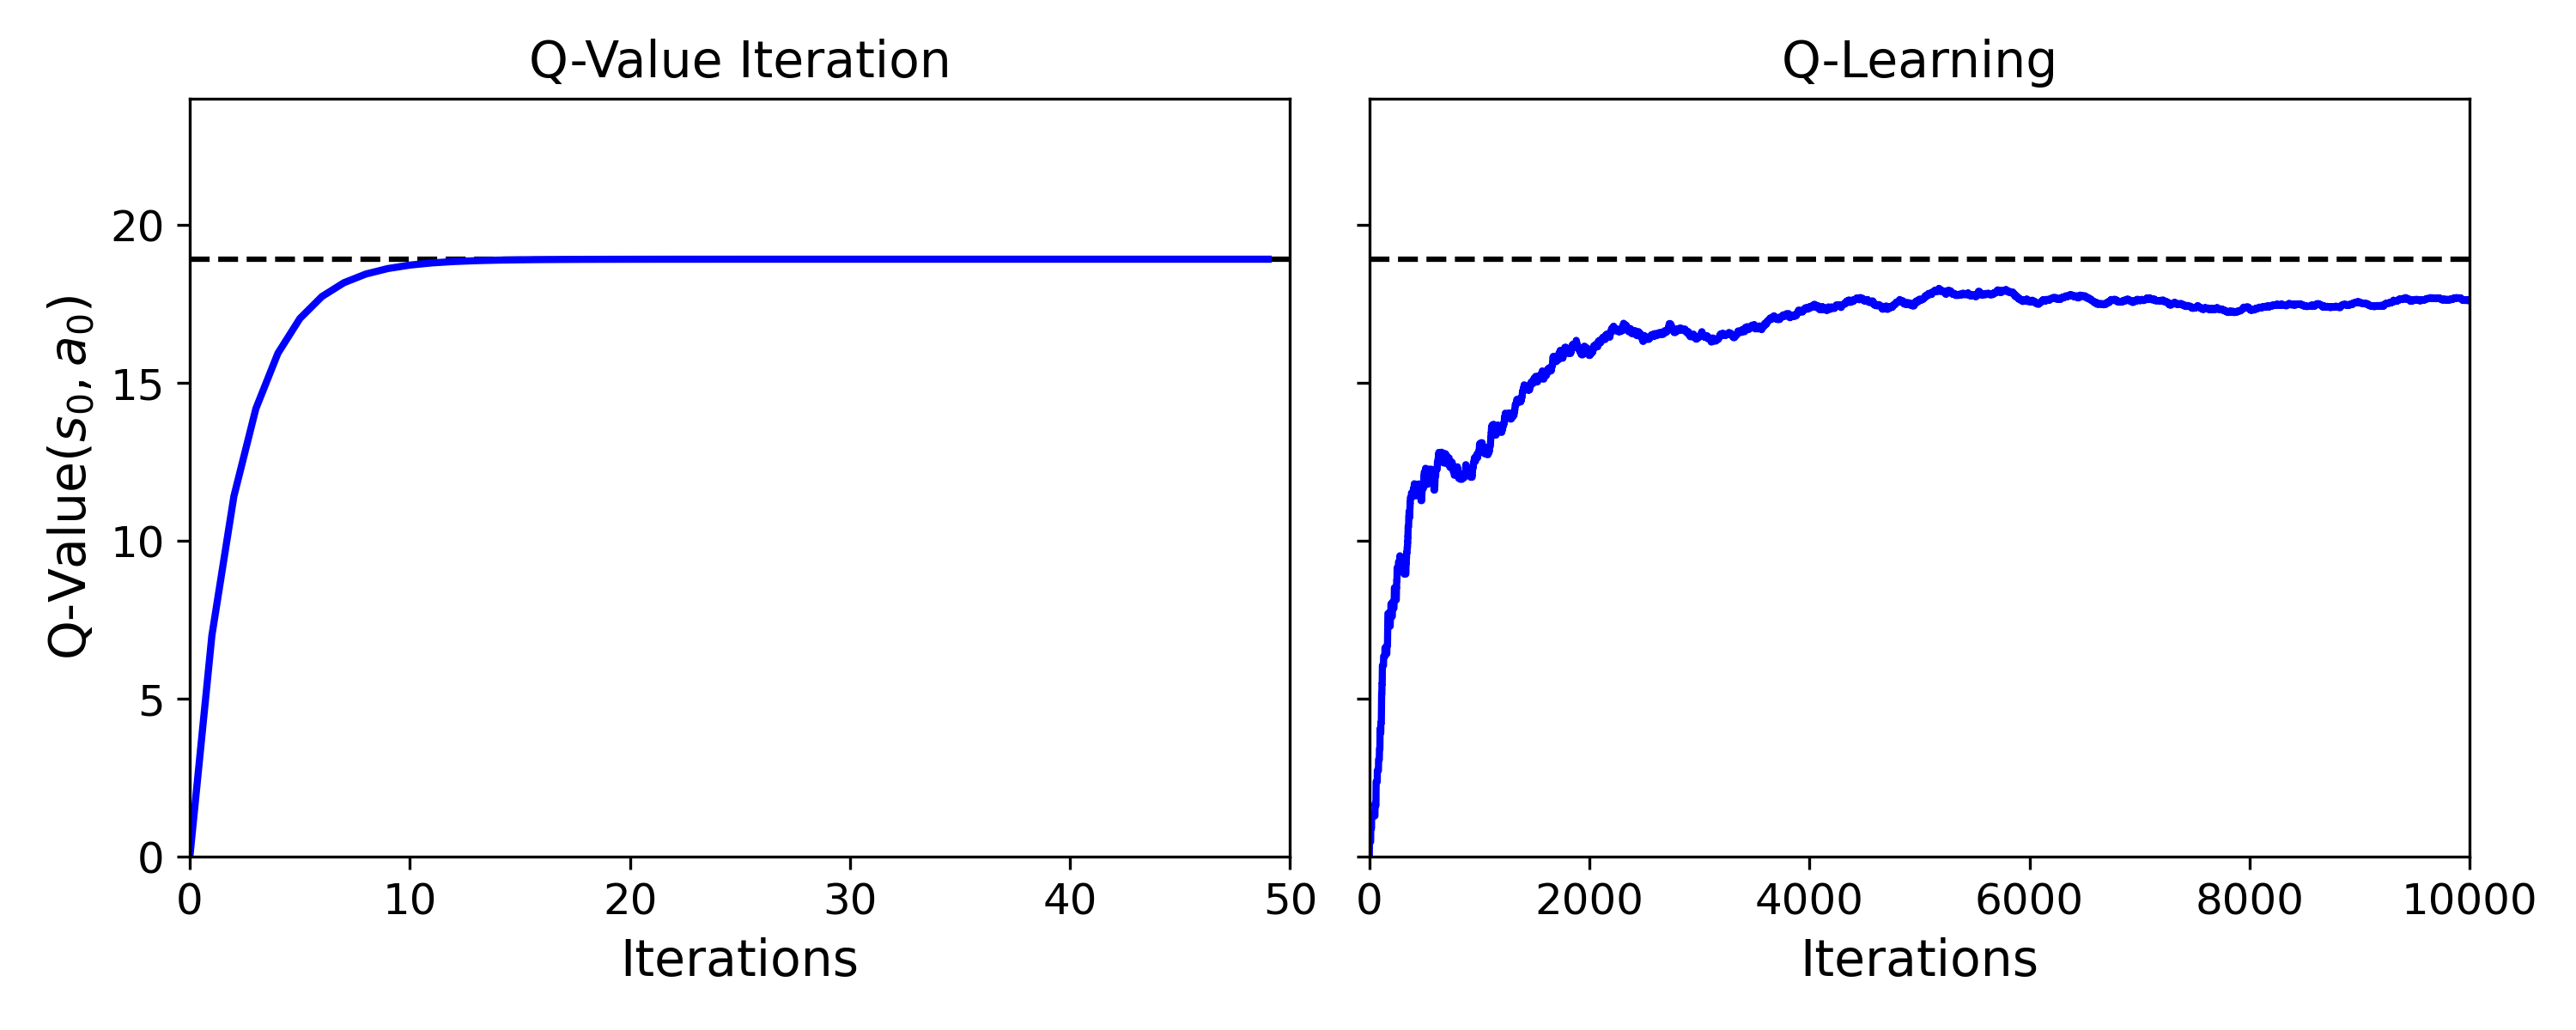 Q-Value Iteration
Q-Value(s₀, a₀)
20
15
10
5
0
0 10 20 30 40 50
Iterations
Q-Learning
0 2000 4000 6000 8000 10000
Iterations